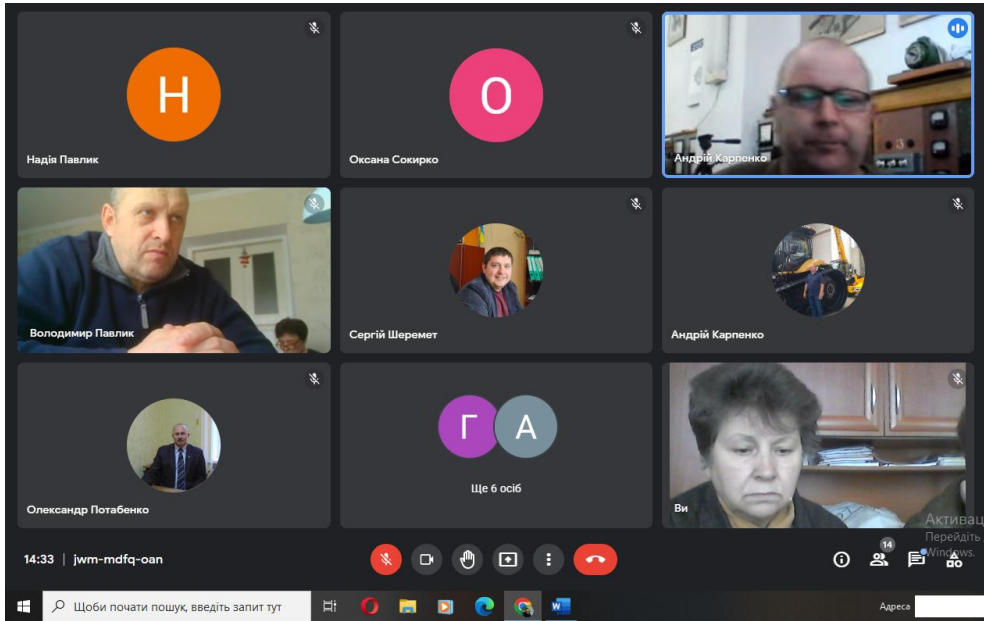 Н
О
Надія Павлик
Оксана Сокирко
Андрій Карпенко
Володимир Павлик
Сергій Шеремет
Андрій Карпенко
Г
А
Олександр Потабенко
Ще 6 осіб
Ви
Активац
Перейдіть
Windows.
14:33 | jwm-mdfq-oan
14
Щоби почати пошук, введіть запит тут
Адреса